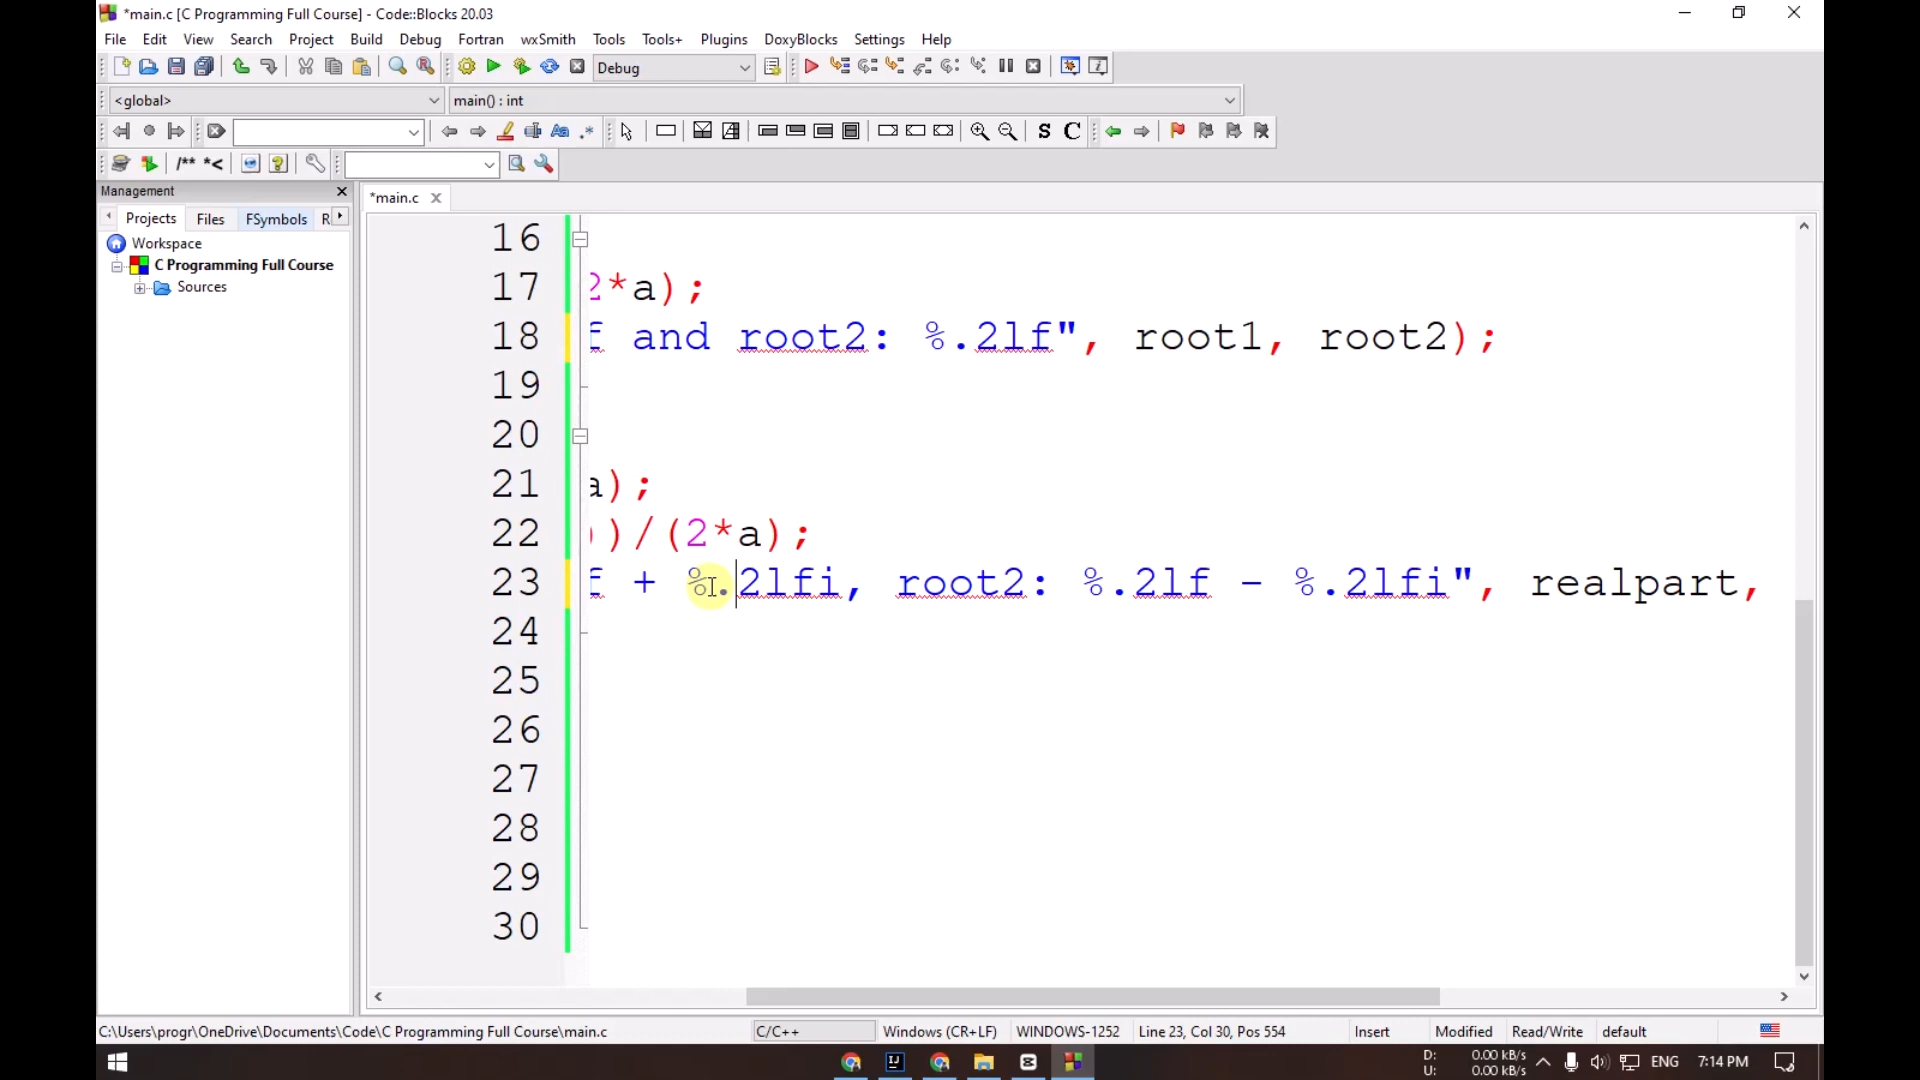 *main.c [C Programming Full Course] - Code::Blocks 20.03
File Edit View Search Project Build Debug Fortran wxSmith Tools Tools+ Plugins DoxyBlocks Settings Help
Debug
<global> main() : int
S C
/** *<
Management
Projects Files FSymbols R
Workspace
C Programming Full Course
Sources
*main.c
16
17 2*a);
18 f and root2: %.2lf", root1, root2);
19
20
21 a);
22 ))/(2*a);
23 f + %.2lfi, root2: %.2lf - %.2lfi", realpart,
24
25
26
27
28
29
30
C:\Users\progr\OneDrive\Documents\Code\C Programming Full Course\main.c C/C++ Windows (CR+LF) WINDOWS-1252 Line 23, Col 30, Pos 554 Insert Modified Read/Write default
D: 0.00 kB/s
U: 0.00 kB/s
ENG 7:14 PM